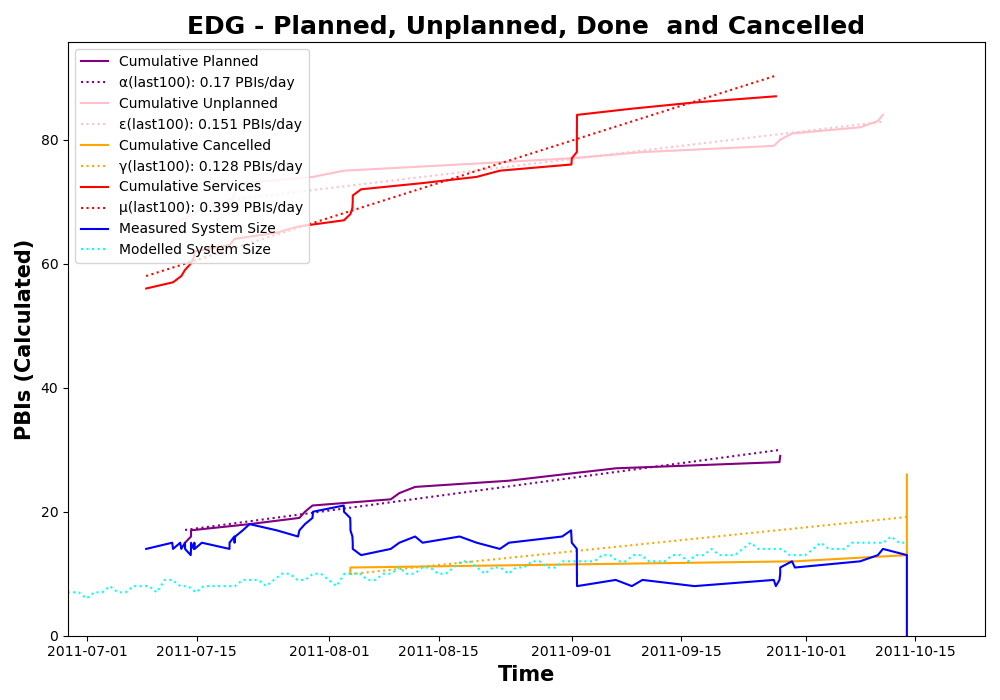 EDG - Planned, Unplanned, Done  and Cancelled
Cumulative Planned
α(last100): 0.17 PBIs/day
Cumulative Unplanned
ε(last100): 0.151 PBIs/day
Cumulative Cancelled
γ(last100): 0.128 PBIs/day
Cumulative Services
μ(last100): 0.399 PBIs/day
Measured System Size
Modelled System Size
PBIs (Calculated)
80
60
40
20
0
2011-07-01
2011-07-15
2011-08-01
2011-08-15
2011-09-01
2011-09-15
2011-10-01
2011-10-15
Time